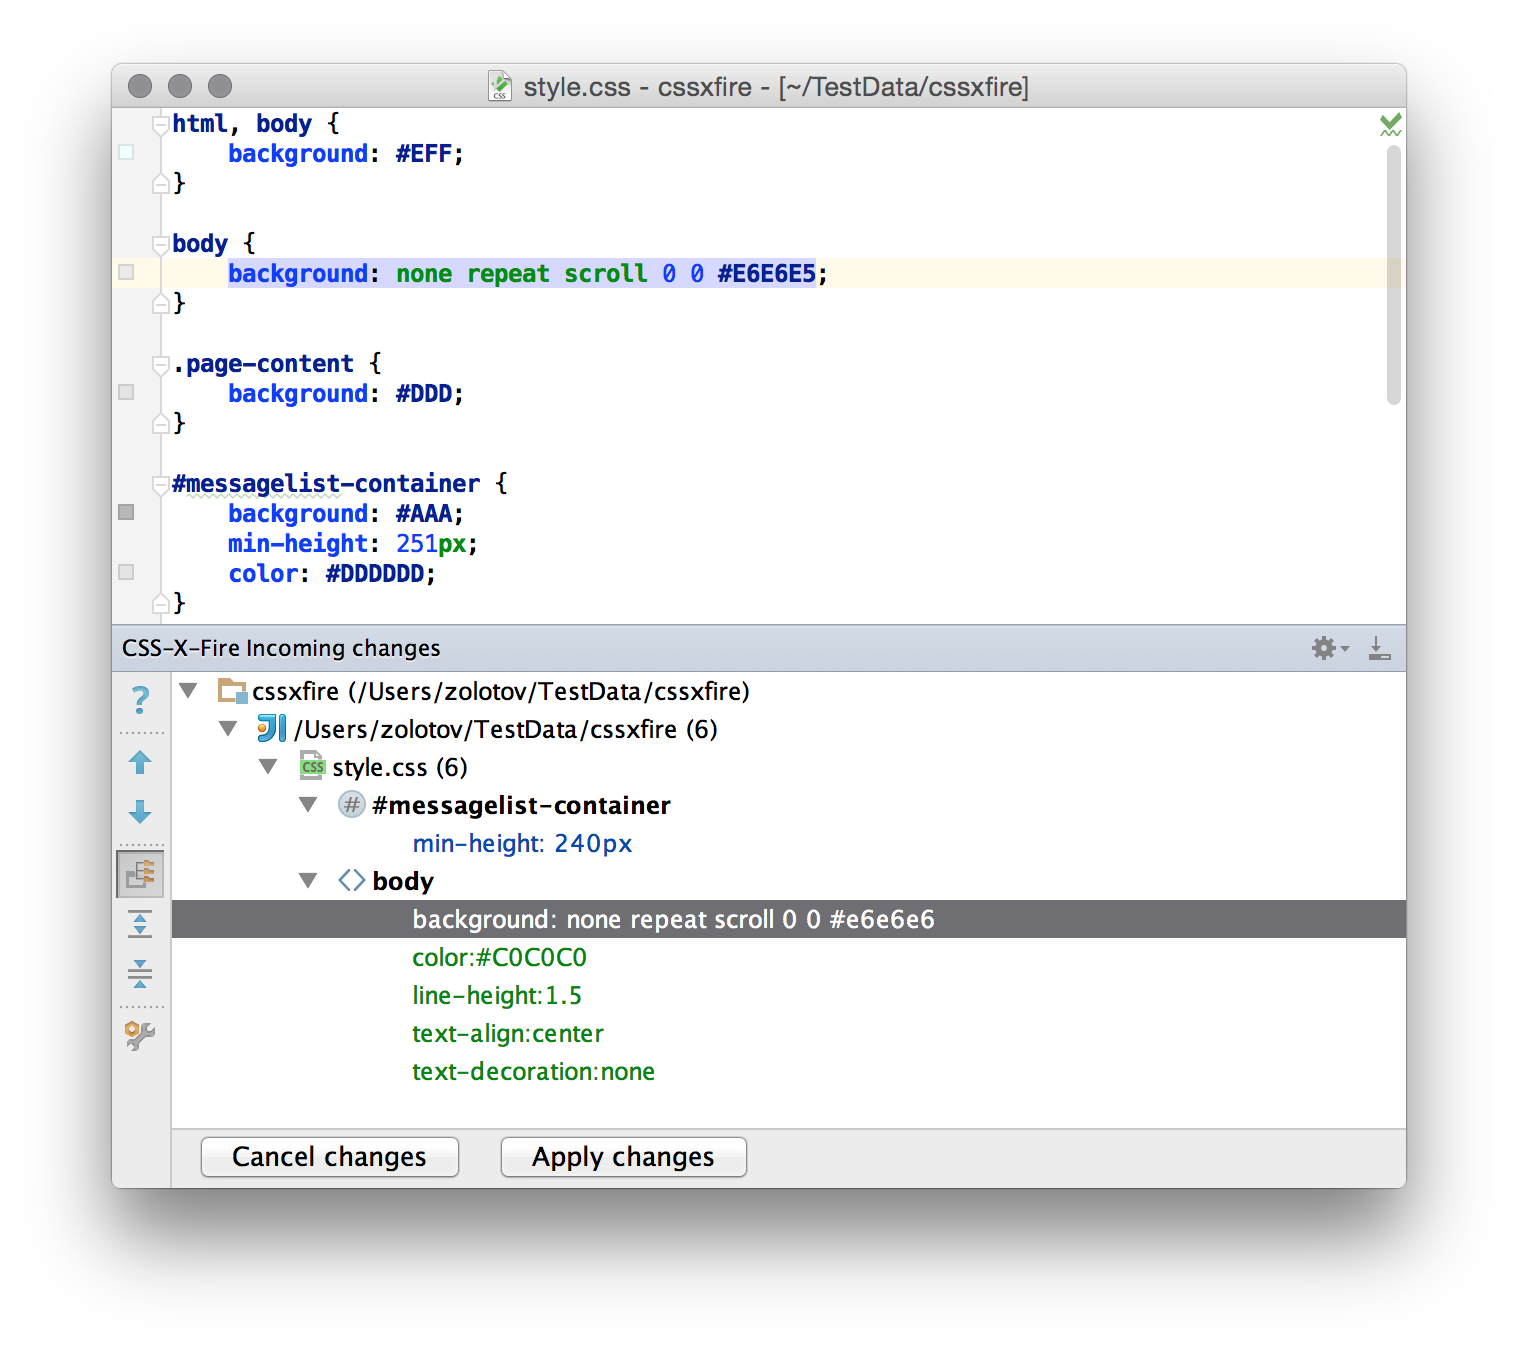 style.css - cssxfire - [~/TestData/cssxfire]
html, body {
background: #EFF;
}
body {
background: none repeat scroll 0 0 #E6E6E5;
}
.page-content {
background: #DDD;
}
#messagelist-container {
background: #AAA;
min-height: 251px;
color: #DDDDDD;
}
CSS-X-Fire Incoming changes
cssxfire (/Users/zolotov/TestData/cssxfire)
/Users/zolotov/TestData/cssxfire (6)
style.css (6)
#messagelist-container
min-height: 240px
body
background: none repeat scroll 0 0 #e6e6e6
color:#C0C0C0
line-height:1.5
text-align:center
text-decoration:none
Cancel changes
Apply changes